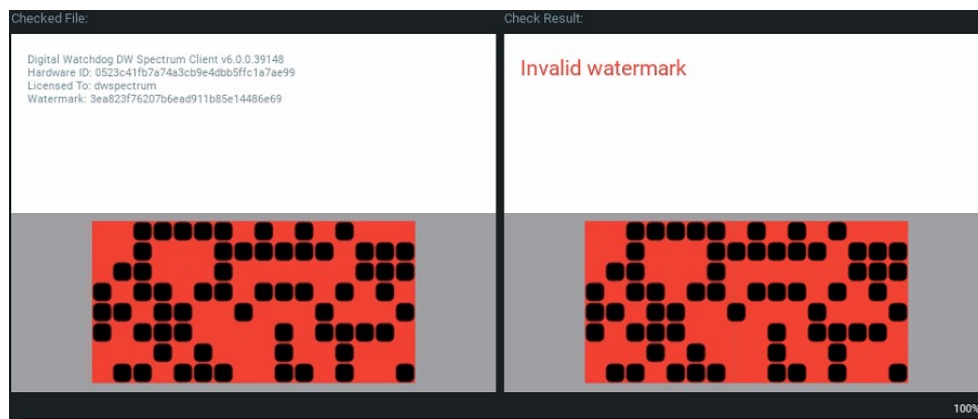 Checked File:
Check Result:
Digital Watchdog DW Spectrum Client v6.0.0.39148
Hardware ID: 0523c41fb7a74a3cb9e4dbb5ffc1a7ae99
Licensed To: dwspectrum
Watermark: 3ea823f76207b6ead911b85e14486e69
Invalid watermark
100%